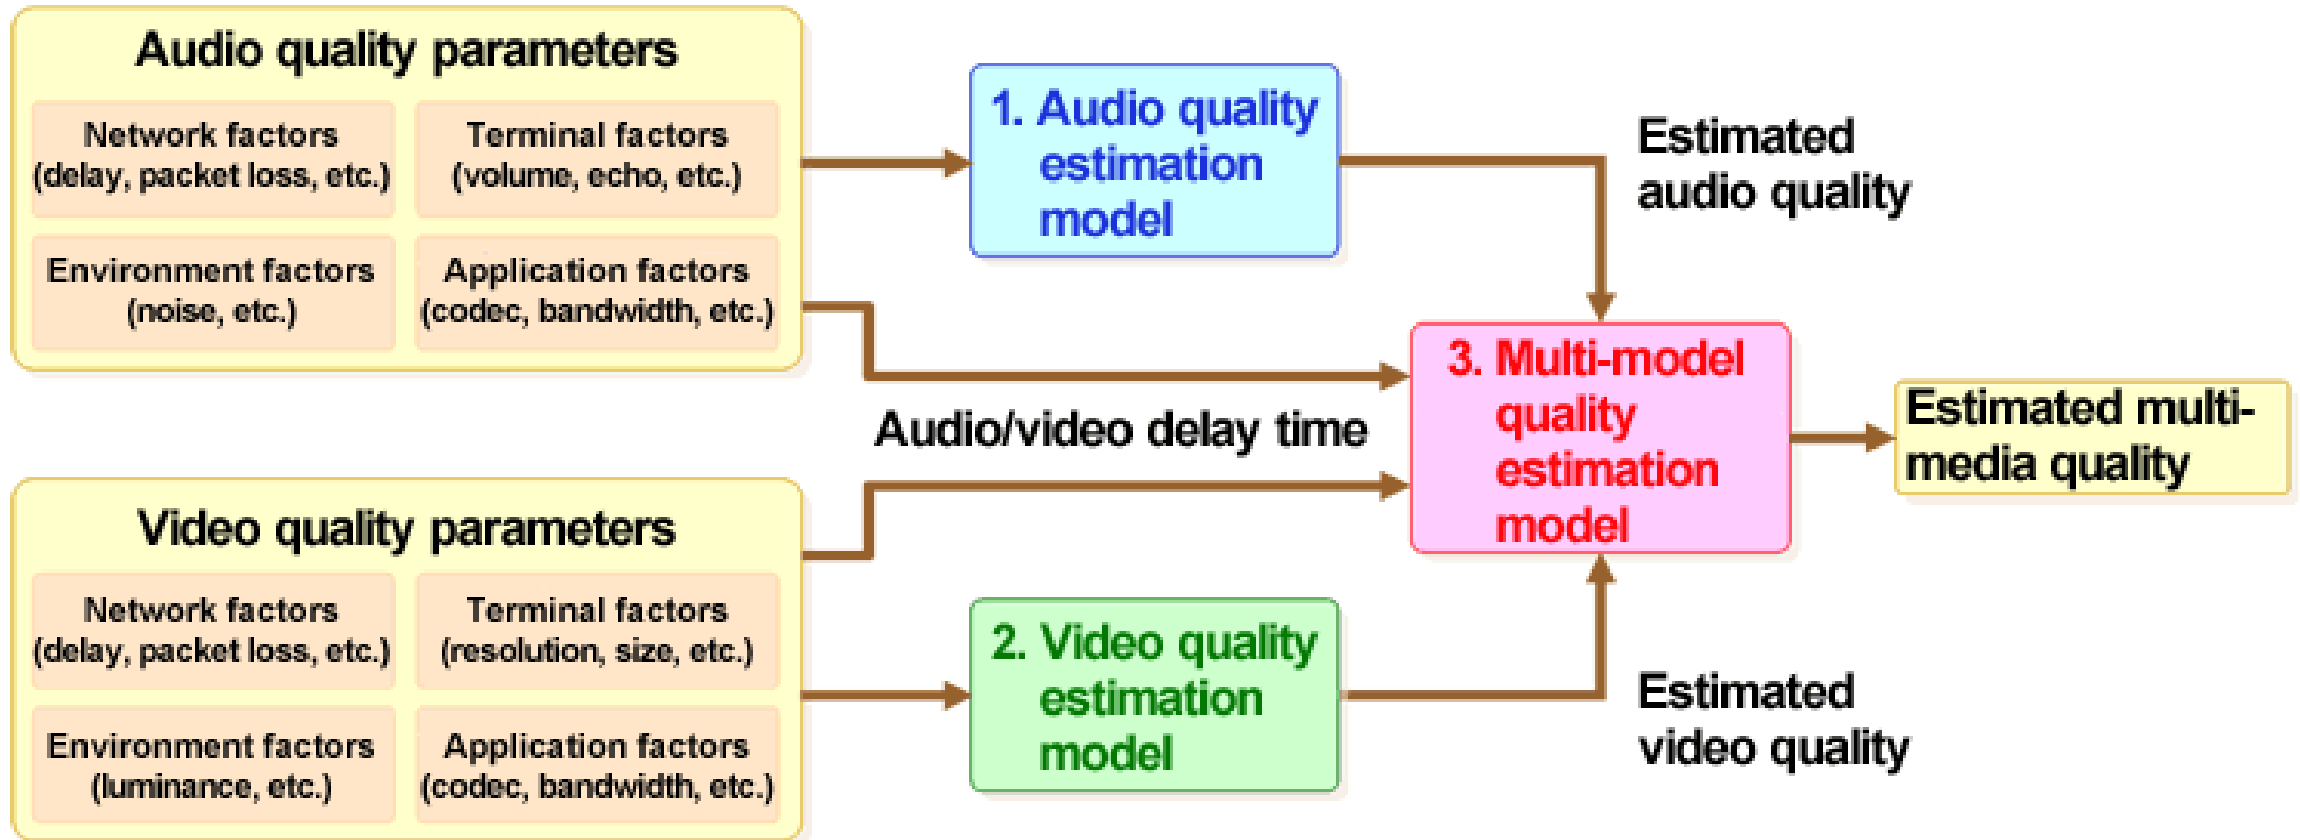 Audio quality parameters
Network factors
(delay, packet loss, etc.)
Terminal factors
(volume, echo, etc.)
Environment factors
(noise, etc.)
Application factors
(codec, bandwidth, etc.)
1. Audio quality
estimation
model
Estimated
audio quality
Audio/video delay time
3. Multi-model
quality
estimation
model
Estimated multi-
media quality
Video quality parameters
Network factors
(delay, packet loss, etc.)
Terminal factors
(resolution, size, etc.)
Environment factors
(luminance, etc.)
Application factors
(codec, bandwidth, etc.)
2. Video quality
estimation
model
Estimated
video quality